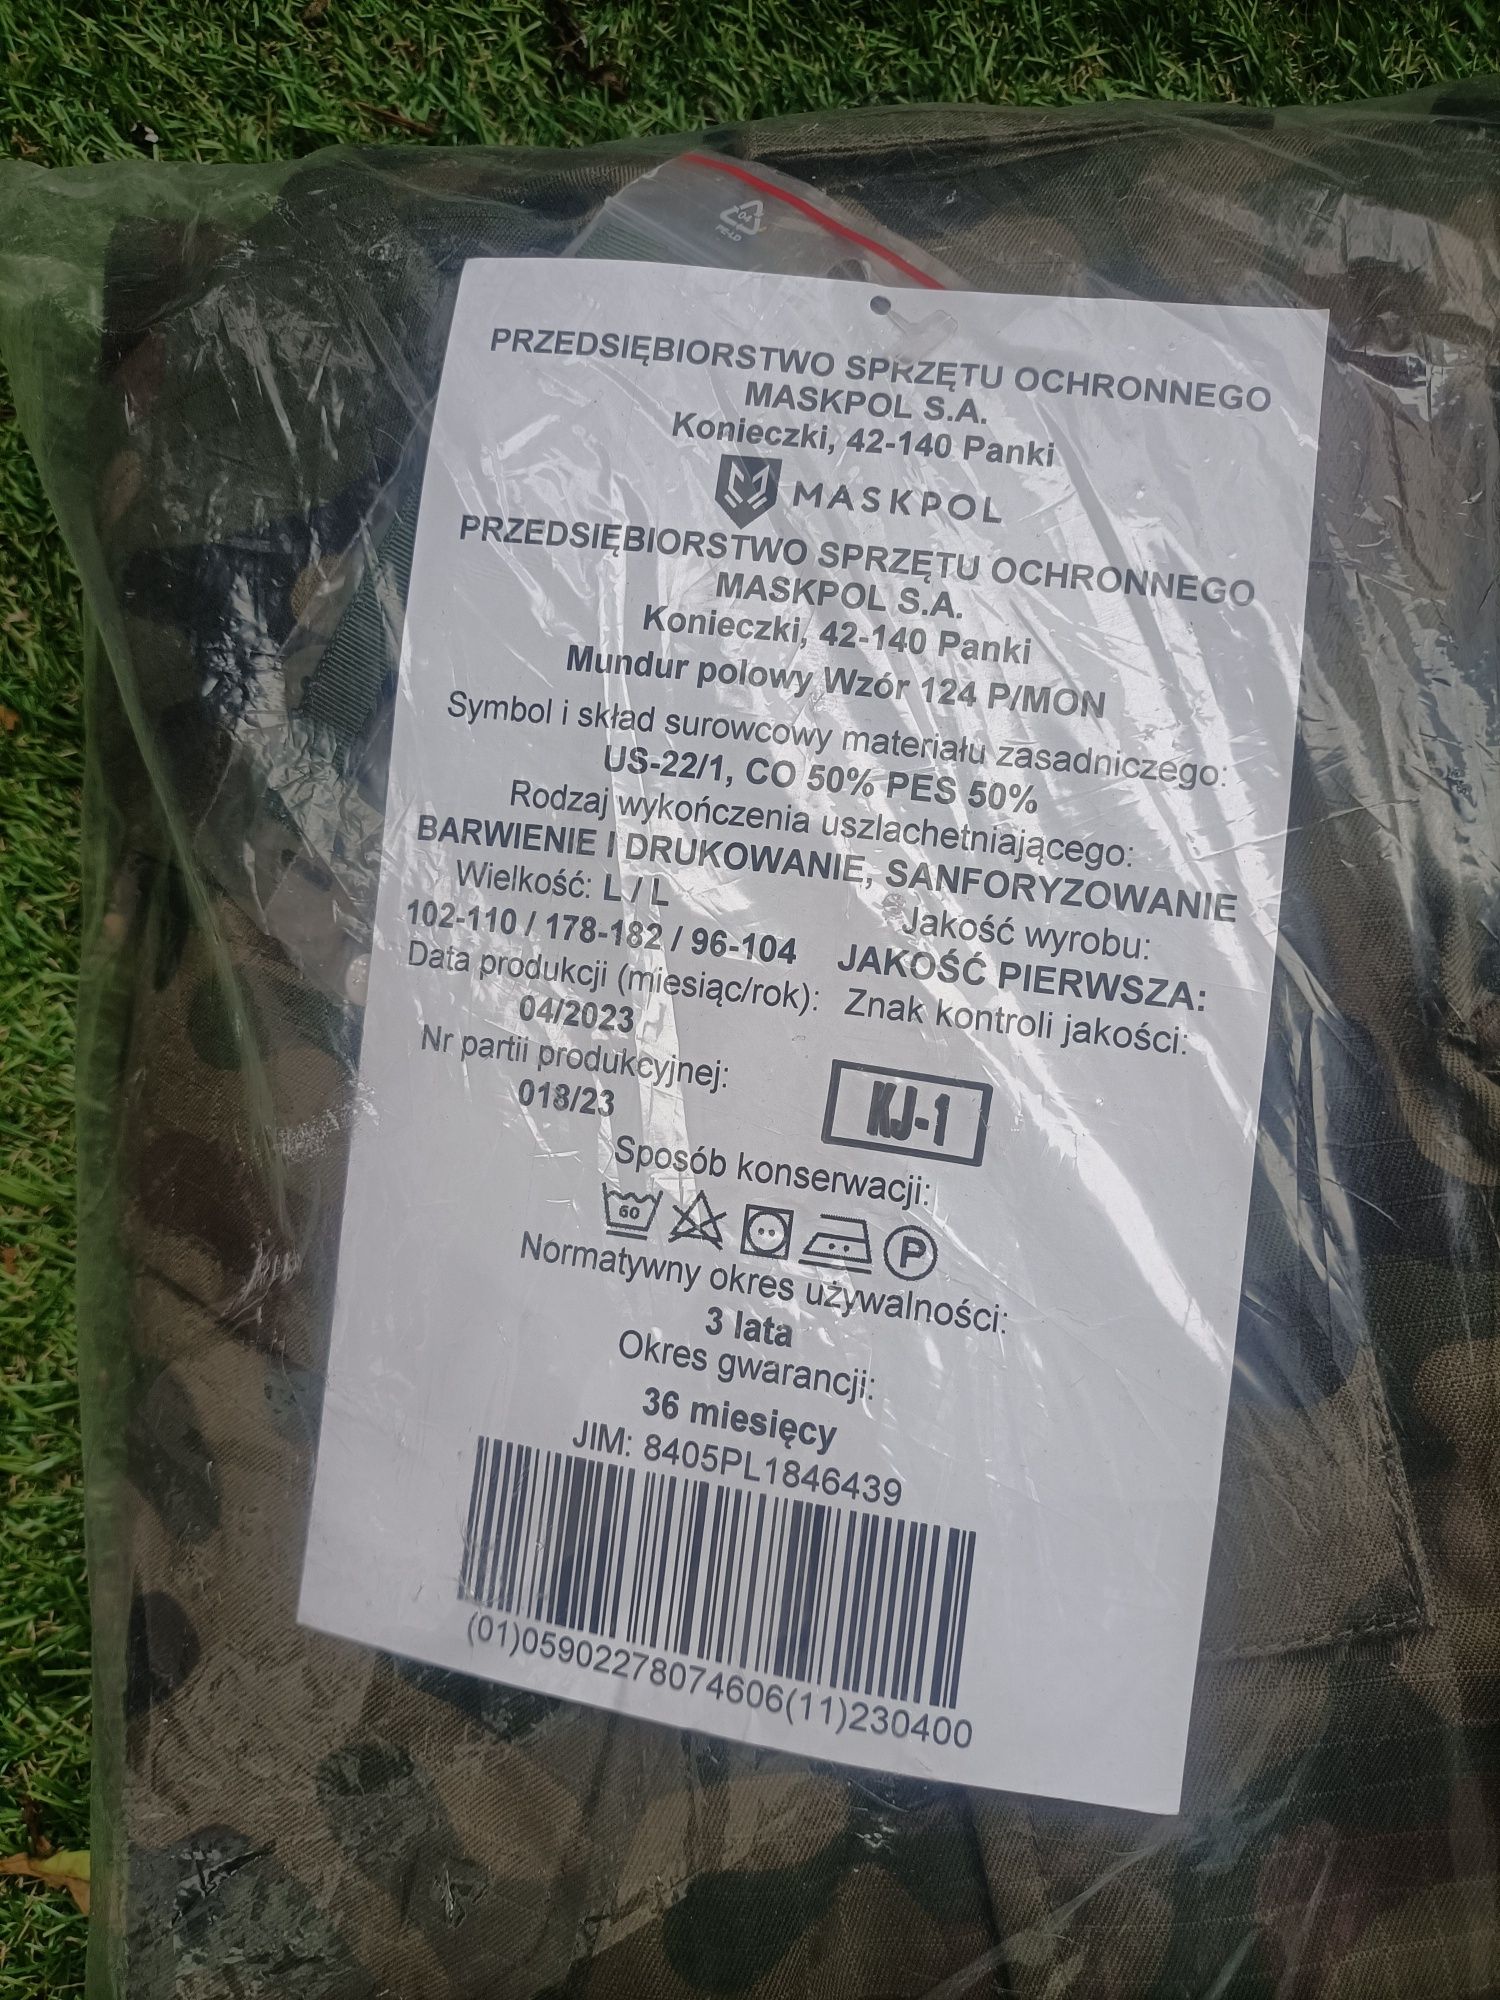 04
PE-LD
PRZEDSIĘBIORSTWO SPRZĘTU OCHRONNEGO
MASKPOL S.A.
Konieczki, 42-140 Panki
MASKPOL
PRZEDSIĘBIORSTWO SPRZĘTU OCHRONNEGO
MASKPOL S.A.
Konieczki, 42-140 Panki
Mundur polowy Wzór 124 P/MON
Symbol i skład surowcowy materiału zasadniczego:
US-22/1, CO 50% PES 50%
Rodzaj wykończenia uszlachetniającego:
BARWIENIE I DRUKOWANIE, SANFORYZOWANIE
Wielkość: L / L
102-110 / 178-182 / 96-104
Jakość wyrobu:
JAKOŚĆ PIERWSZA:
Data produkcji (miesiąc/rok):
04/2023
Znak kontroli jakości:
Nr partii produkcyjnej:
018/23
KJ-1
Sposób konserwacji:
60
P
Normatywny okres używalności:
3 lata
Okres gwarancji:
36 miesięcy
JIM: 8405PL1846439
(01)05902278074606(11)230400